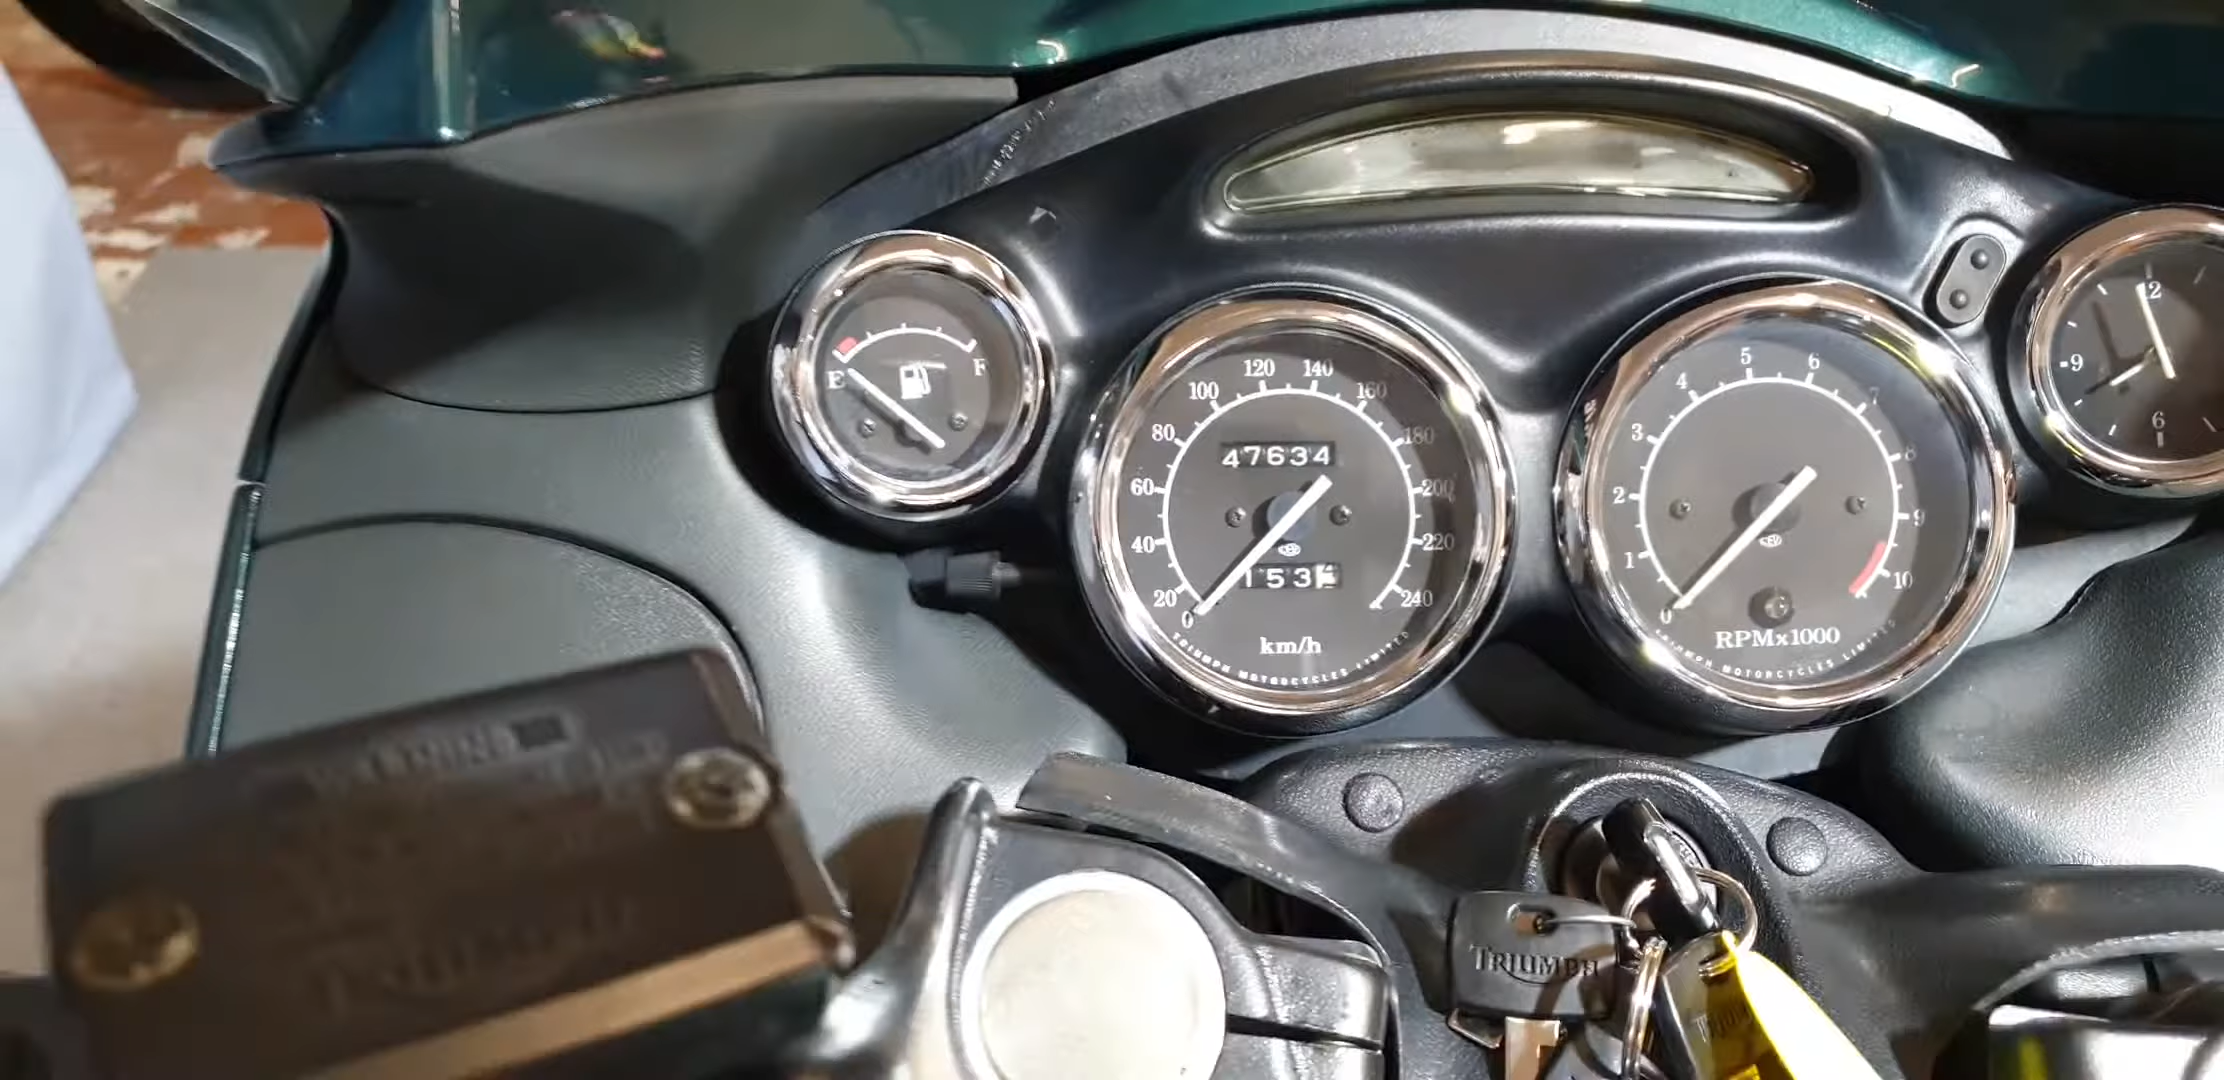 E F
0 20 40 60 80 100 120 140 160 180 200 220 240
47634
153
km/h
TRIUMPH MOTORCYCLES LIMITED
0 1 2 3 4 5 6 7 8 9 10
RPMx1000
TRIUMPH MOTORCYCLES LIMITED
12
9
6
TRIUMPH